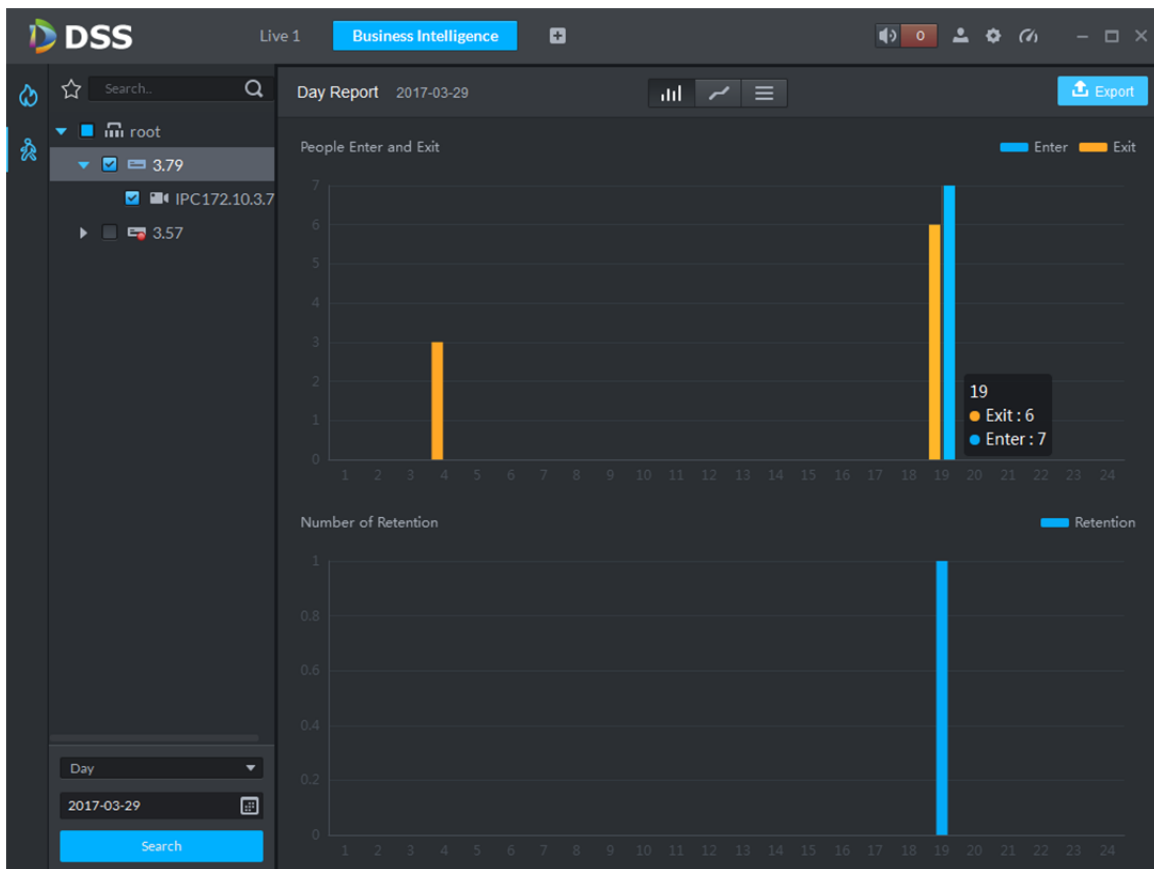 DSS Live 1 Business Intelligence 0
Search..
root
3.79
IPC172.10.3.7
3.57
Day
2017-03-29
Search
Day Report 2017-03-29 Export
People Enter and Exit Enter Exit
7
6
5
4
3
2
1
0
19
Exit : 6
Enter : 7
1 2 3 4 5 6 7 8 9 10 11 12 13 14 15 16 17 18 19 20 21 22 23 24
Number of Retention Retention
1
0.8
0.6
0.4
0.2
0
1 2 3 4 5 6 7 8 9 10 11 12 13 14 15 16 17 18 19 20 21 22 23 24